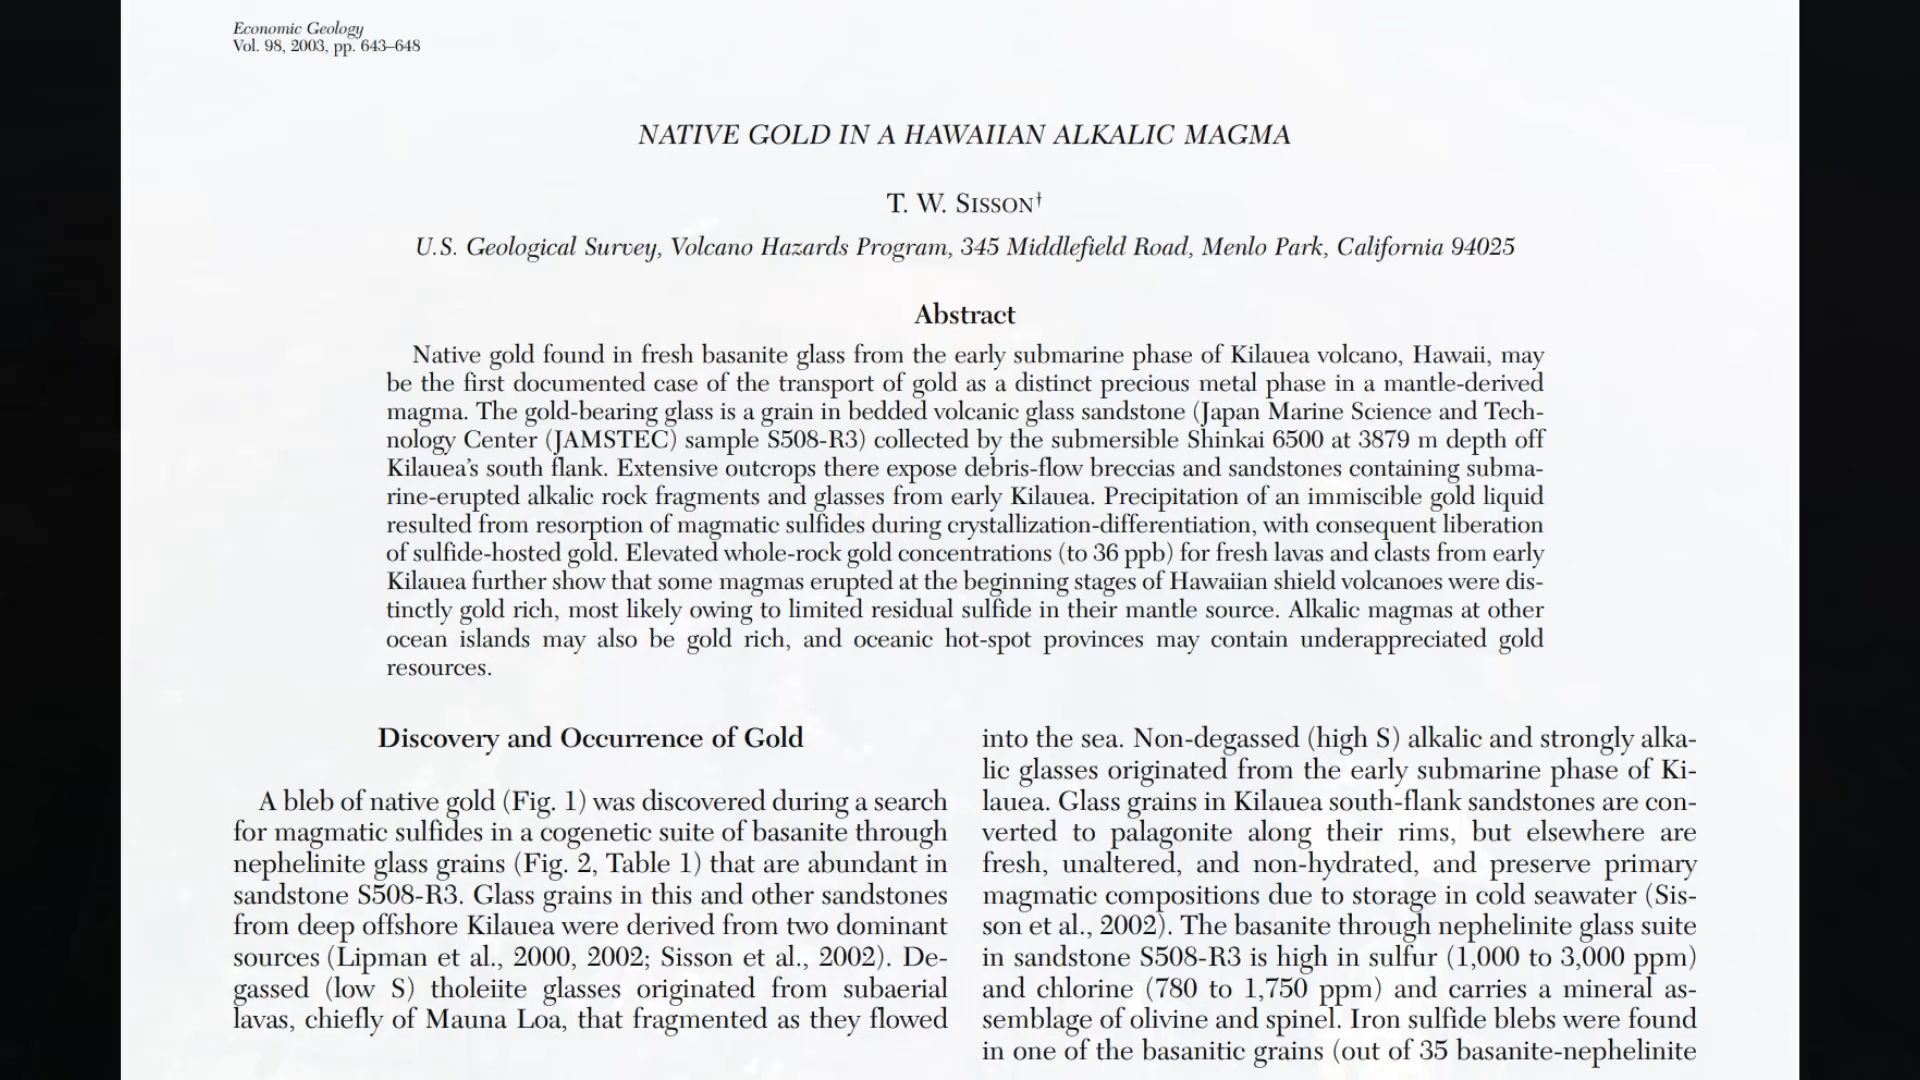 Economic Geology
Vol. 98, 2003, pp. 643–648
NATIVE GOLD IN A HAWAIIAN ALKALIC MAGMA
T. W. SISSON†
U.S. Geological Survey, Volcano Hazards Program, 345 Middlefield Road, Menlo Park, California 94025
Abstract
Native gold found in fresh basanite glass from the early submarine phase of Kilauea volcano, Hawaii, may
be the first documented case of the transport of gold as a distinct precious metal phase in a mantle-derived
magma. The gold-bearing glass is a grain in bedded volcanic glass sandstone (Japan Marine Science and Tech-
nology Center (JAMSTEC) sample S508-R3) collected by the submersible Shinkai 6500 at 3879 m depth off
Kilauea’s south flank. Extensive outcrops there expose debris-flow breccias and sandstones containing subma-
rine-erupted alkalic rock fragments and glasses from early Kilauea. Precipitation of an immiscible gold liquid
resulted from resorption of magmatic sulfides during crystallization-differentiation, with consequent liberation
of sulfide-hosted gold. Elevated whole-rock gold concentrations (to 36 ppb) for fresh lavas and clasts from early
Kilauea further show that some magmas erupted at the beginning stages of Hawaiian shield volcanoes were dis-
tinctly gold rich, most likely owing to limited residual sulfide in their mantle source. Alkalic magmas at other
ocean islands may also be gold rich, and oceanic hot-spot provinces may contain underappreciated gold
resources.
Discovery and Occurrence of Gold
A bleb of native gold (Fig. 1) was discovered during a search
for magmatic sulfides in a cogenetic suite of basanite through
nephelinite glass grains (Fig. 2, Table 1) that are abundant in
sandstone S508-R3. Glass grains in this and other sandstones
from deep offshore Kilauea were derived from two dominant
sources (Lipman et al., 2000, 2002; Sisson et al., 2002). De-
gassed (low S) tholeiite glasses originated from subaerial
lavas, chiefly of Mauna Loa, that fragmented as they flowed
into the sea. Non-degassed (high S) alkalic and strongly alka-
lic glasses originated from the early submarine phase of Ki-
lauea. Glass grains in Kilauea south-flank sandstones are con-
verted to palagonite along their rims, but elsewhere are
fresh, unaltered, and non-hydrated, and preserve primary
magmatic compositions due to storage in cold seawater (Sis-
son et al., 2002). The basanite through nephelinite glass suite
in sandstone S508-R3 is high in sulfur (1,000 to 3,000 ppm)
and chlorine (780 to 1,750 ppm) and carries a mineral as-
semblage of olivine and spinel. Iron sulfide blebs were found
in one of the basanitic grains (out of 35 basanite-nephelinite